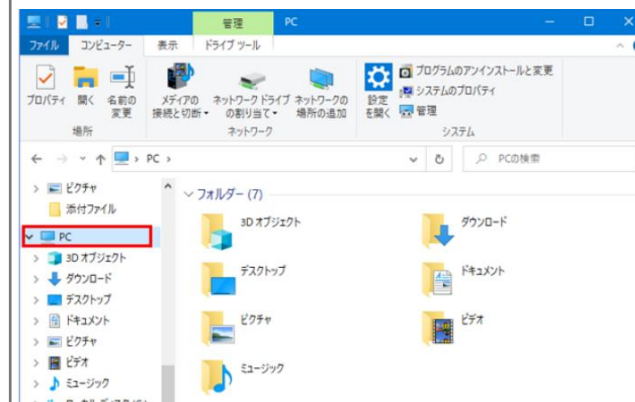 管理
PC
ファイル
コンピューター
表示
ドライブ ツール
プロパティ
開く
名前の
変更
メディアの
接続と切断
ネットワーク ドライブ
の割り当て
ネットワークの
場所の追加
設定
を開く
プログラムのアンインストールと変更
システムのプロパティ
管理
場所
ネットワーク
システム
PC
PCの検索
ピクチャ
添付ファイル
PC
3D オブジェクト
ダウンロード
デスクトップ
ドキュメント
ピクチャ
ビデオ
ミュージック
フォルダー (7)
3D オブジェクト
ダウンロード
デスクトップ
ドキュメント
ピクチャ
ビデオ
ミュージック